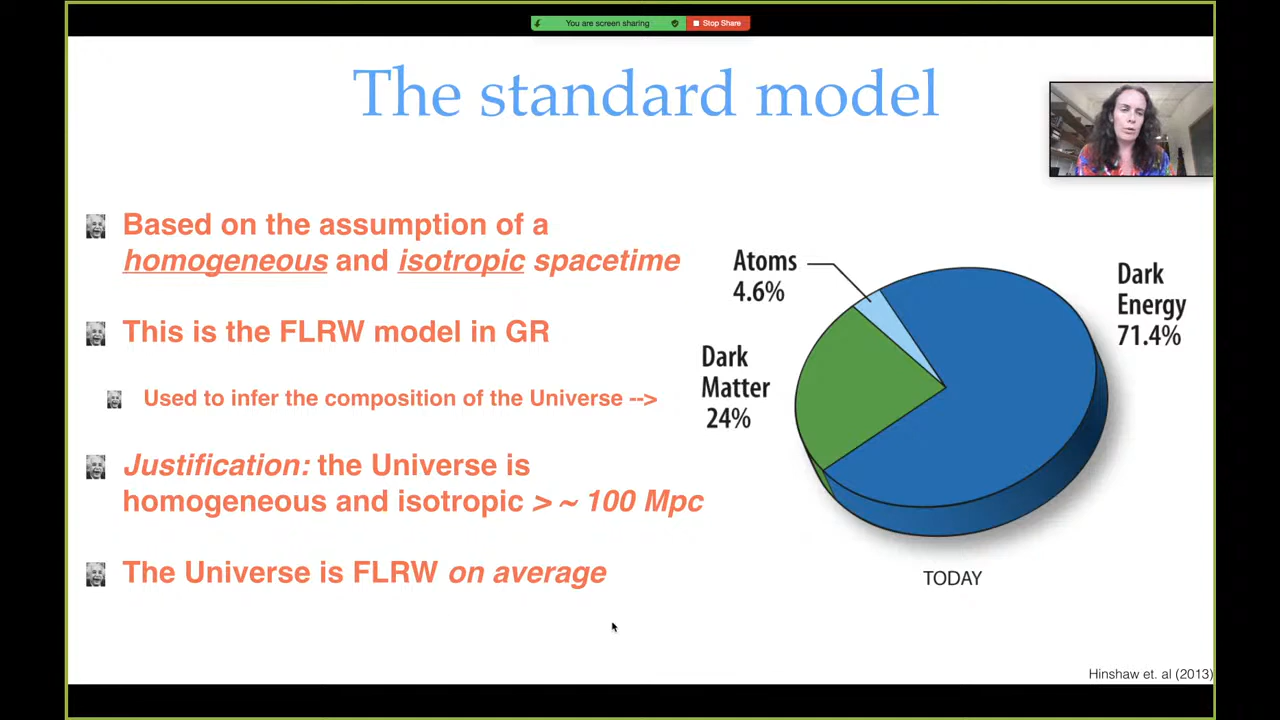 You are screen sharing
Stop Share
The standard model
Based on the assumption of a
homogeneous and isotropic spacetime
This is the FLRW model in GR
Used to infer the composition of the Universe -->
Justification: the Universe is
homogeneous and isotropic > ~ 100 Mpc
The Universe is FLRW on average
Atoms
4.6%
Dark
Energy
71.4%
Dark
Matter
24%
TODAY
Hinshaw et. al (2013)